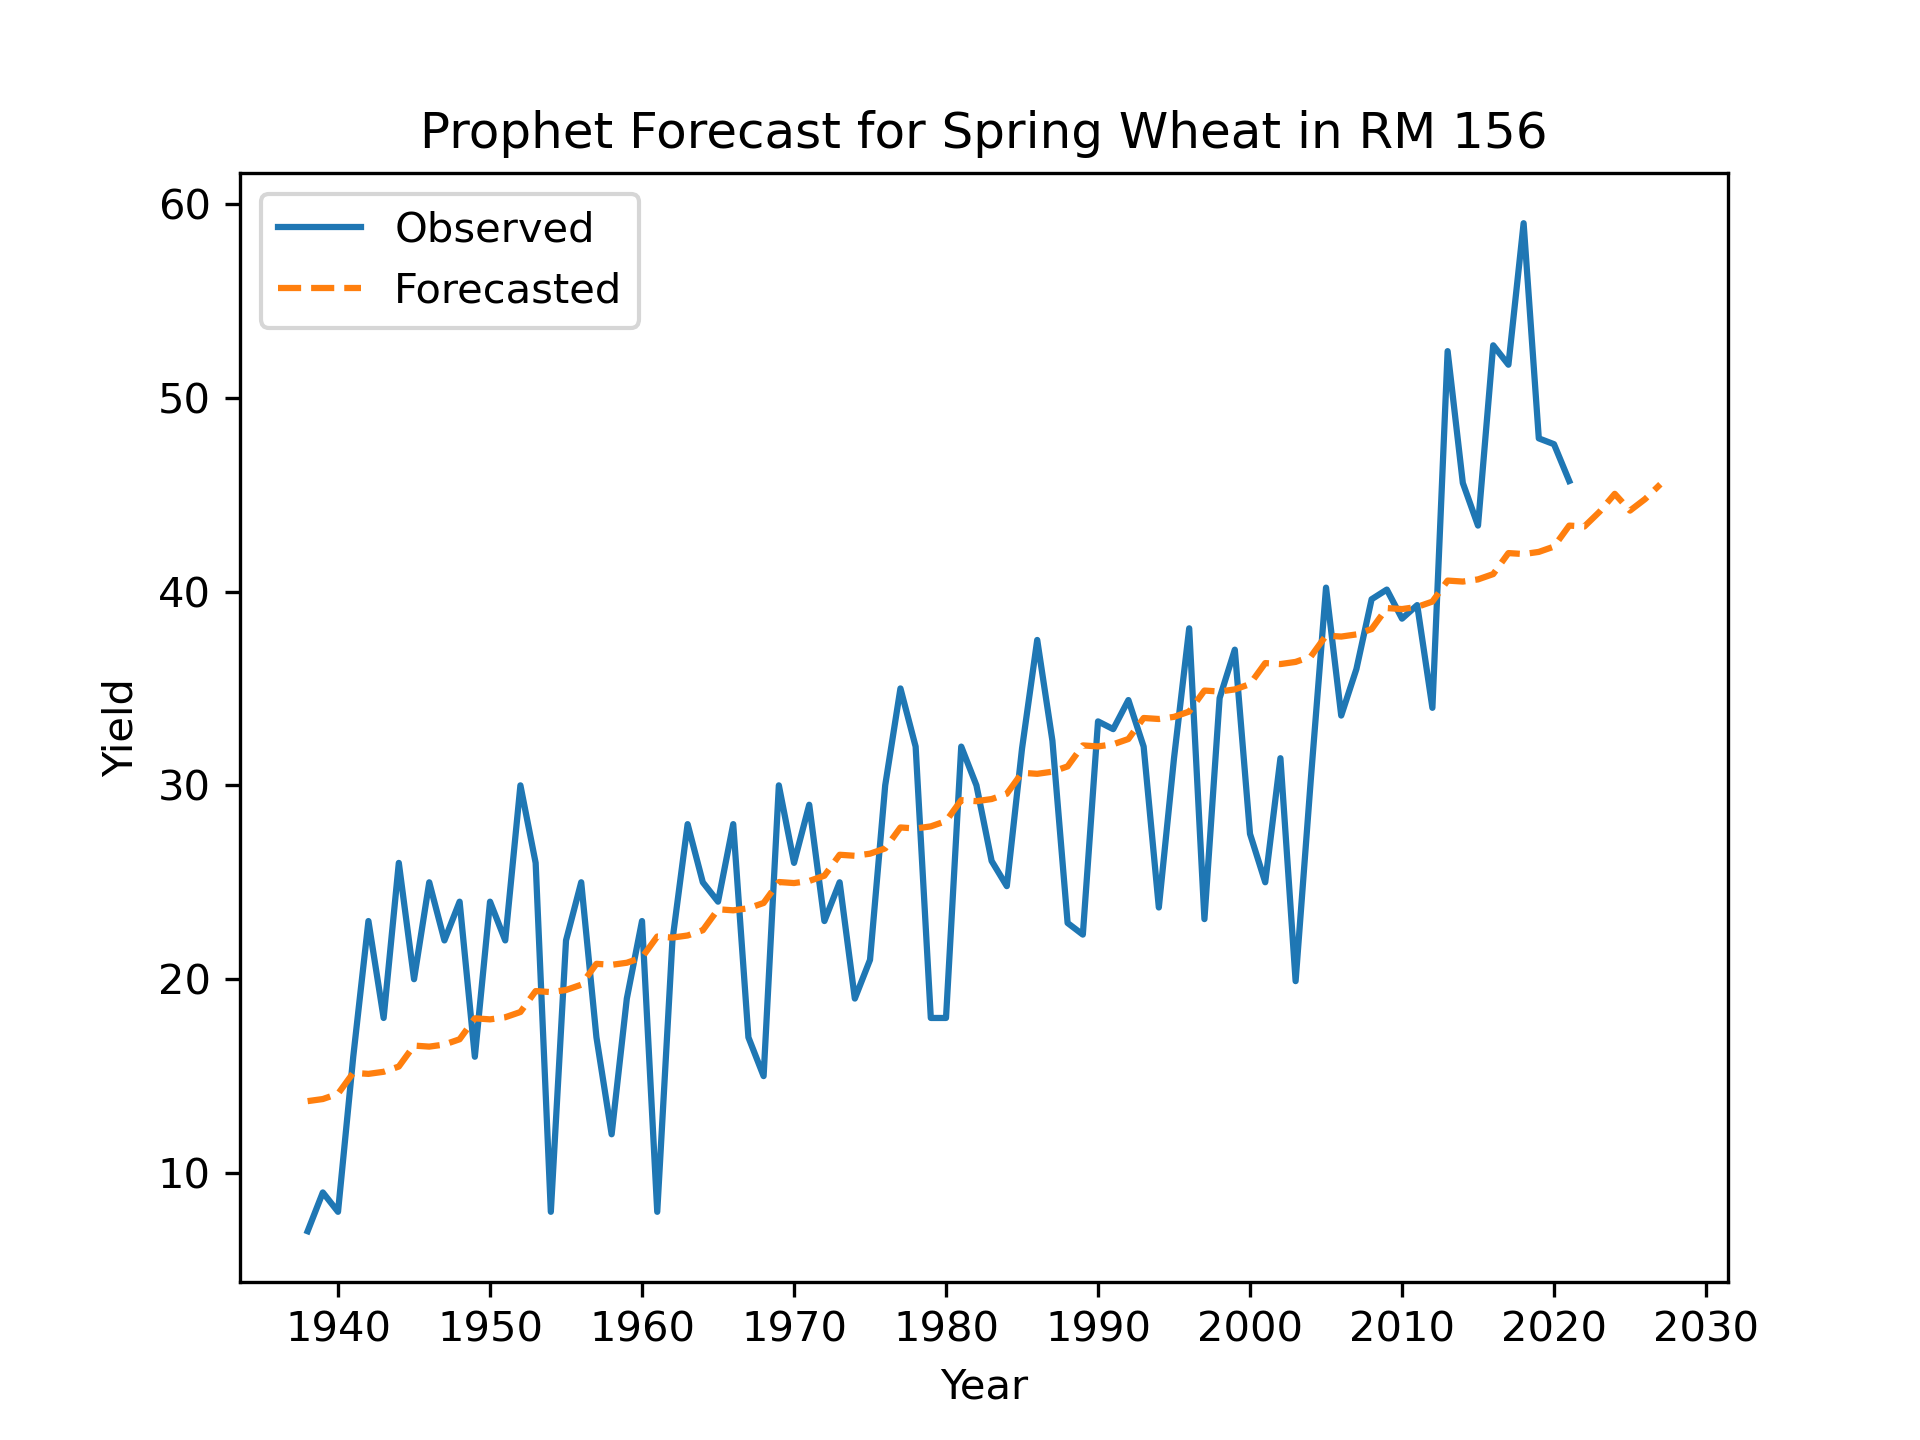 Prophet Forecast for Spring Wheat in RM 156
Observed
Forecasted
60
50
40
30
20
10
Yield
1940 1950 1960 1970 1980 1990 2000 2010 2020 2030
Year